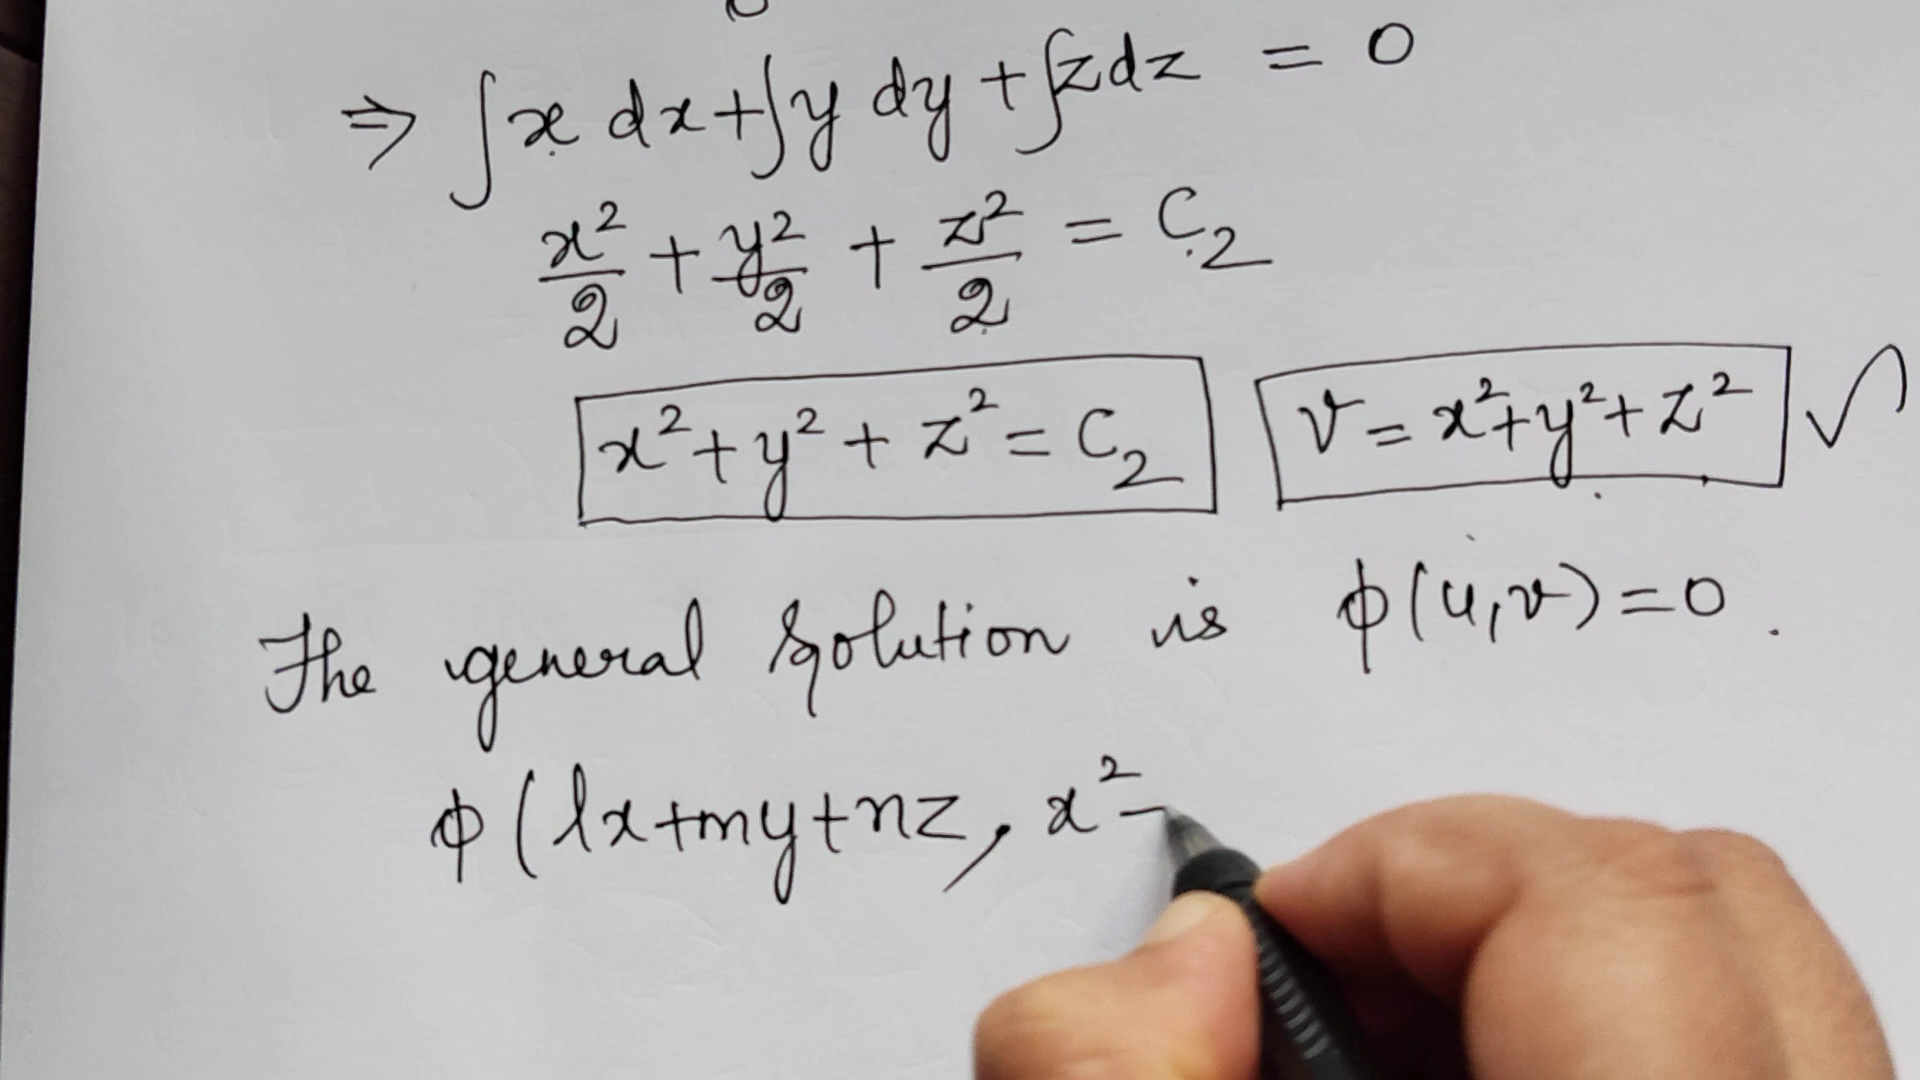 ⇒ ∫x dx + ∫y dy + ∫z dz = 0
x²/2 + y²/2 + z²/2 = C₂
x² + y² + z² = C₂ v = x² + y² + z²
The general solution is ϕ(u,v) = 0.
ϕ(lx+my+nz, x²